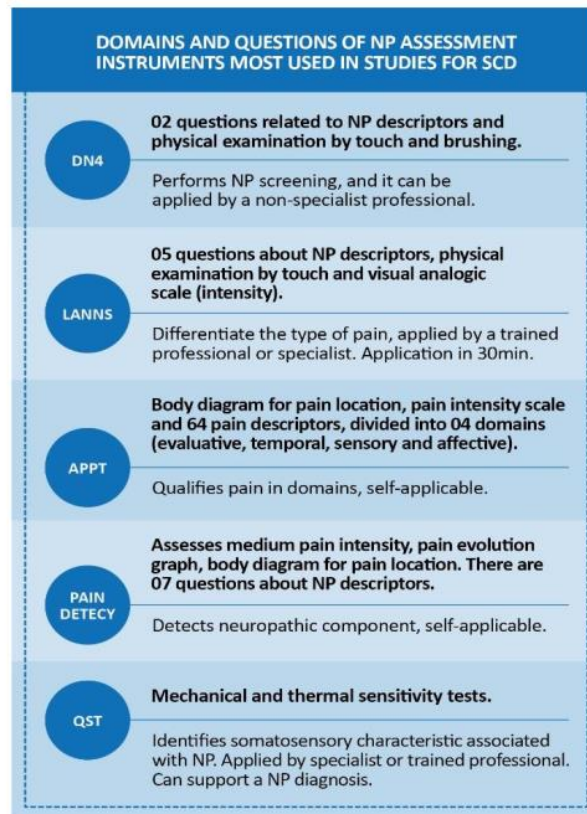 DOMAINS AND QUESTIONS OF NP ASSESSMENT
INSTRUMENTS MOST USED IN STUDIES FOR SCD
DN4
02 questions related to NP descriptors and
physical examination by touch and brushing.
Performs NP screening, and it can be
applied by a non-specialist professional.
LANNS
05 questions about NP descriptors, physical
examination by touch and visual analogic
scale (intensity).
Differentiate the type of pain, applied by a trained
professional or specialist. Application in 30min.
APPT
Body diagram for pain location, pain intensity scale
and 64 pain descriptors, divided into 04 domains
(evaluative, temporal, sensory and affective).
Qualifies pain in domains, self-applicable.
PAIN
DETECY
Assesses medium pain intensity, pain evolution
graph, body diagram for pain location. There are
07 questions about NP descriptors.
Detects neuropathic component, self-applicable.
QST
Mechanical and thermal sensitivity tests.
Identifies somatosensory characteristic associated
with NP. Applied by specialist or trained professional.
Can support a NP diagnosis.